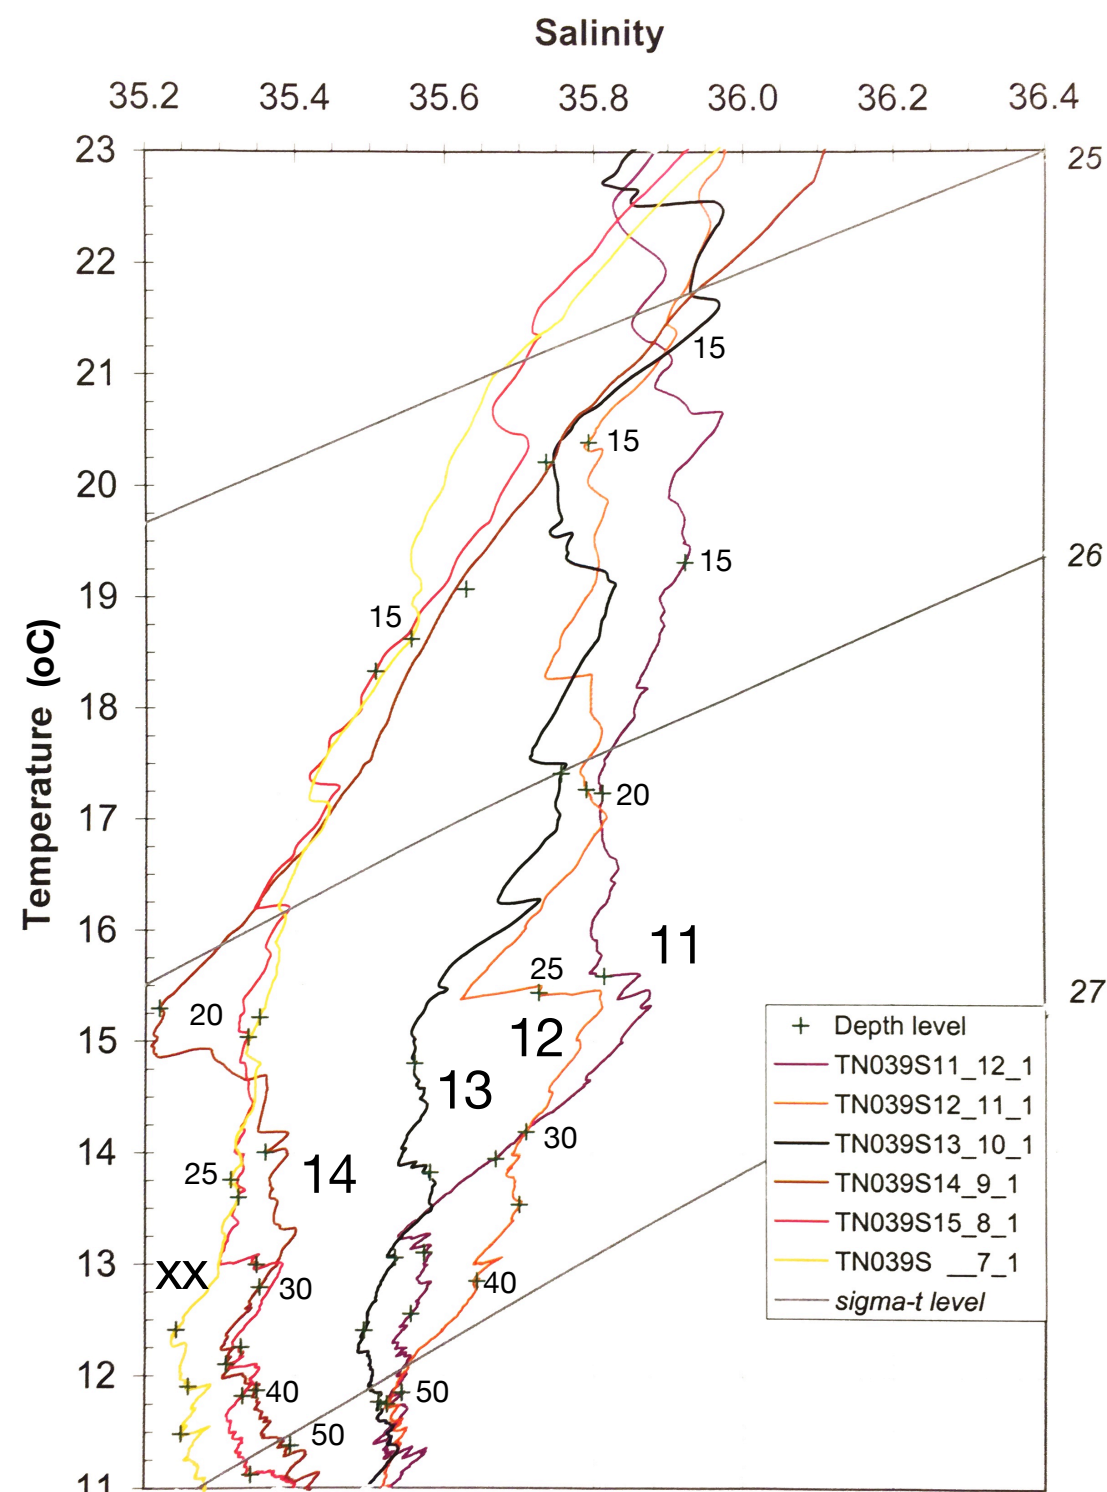 Salinity
35.2 35.4 35.6 35.8 36.0 36.2 36.4
23
25
22
15
21
15
20
15
26
19
15
18
20
17
16
11
25
27
20
12
Depth level
15
13
TN039S11_12_1
TN039S12_11_1
30
TN039S13_10_1
14
25
14
TN039S14_9_1
TN039S15_8_1
13
xx
30
40
TN039S __7_1
sigma-t level
12
40
50
50
11
Temperature (oC)